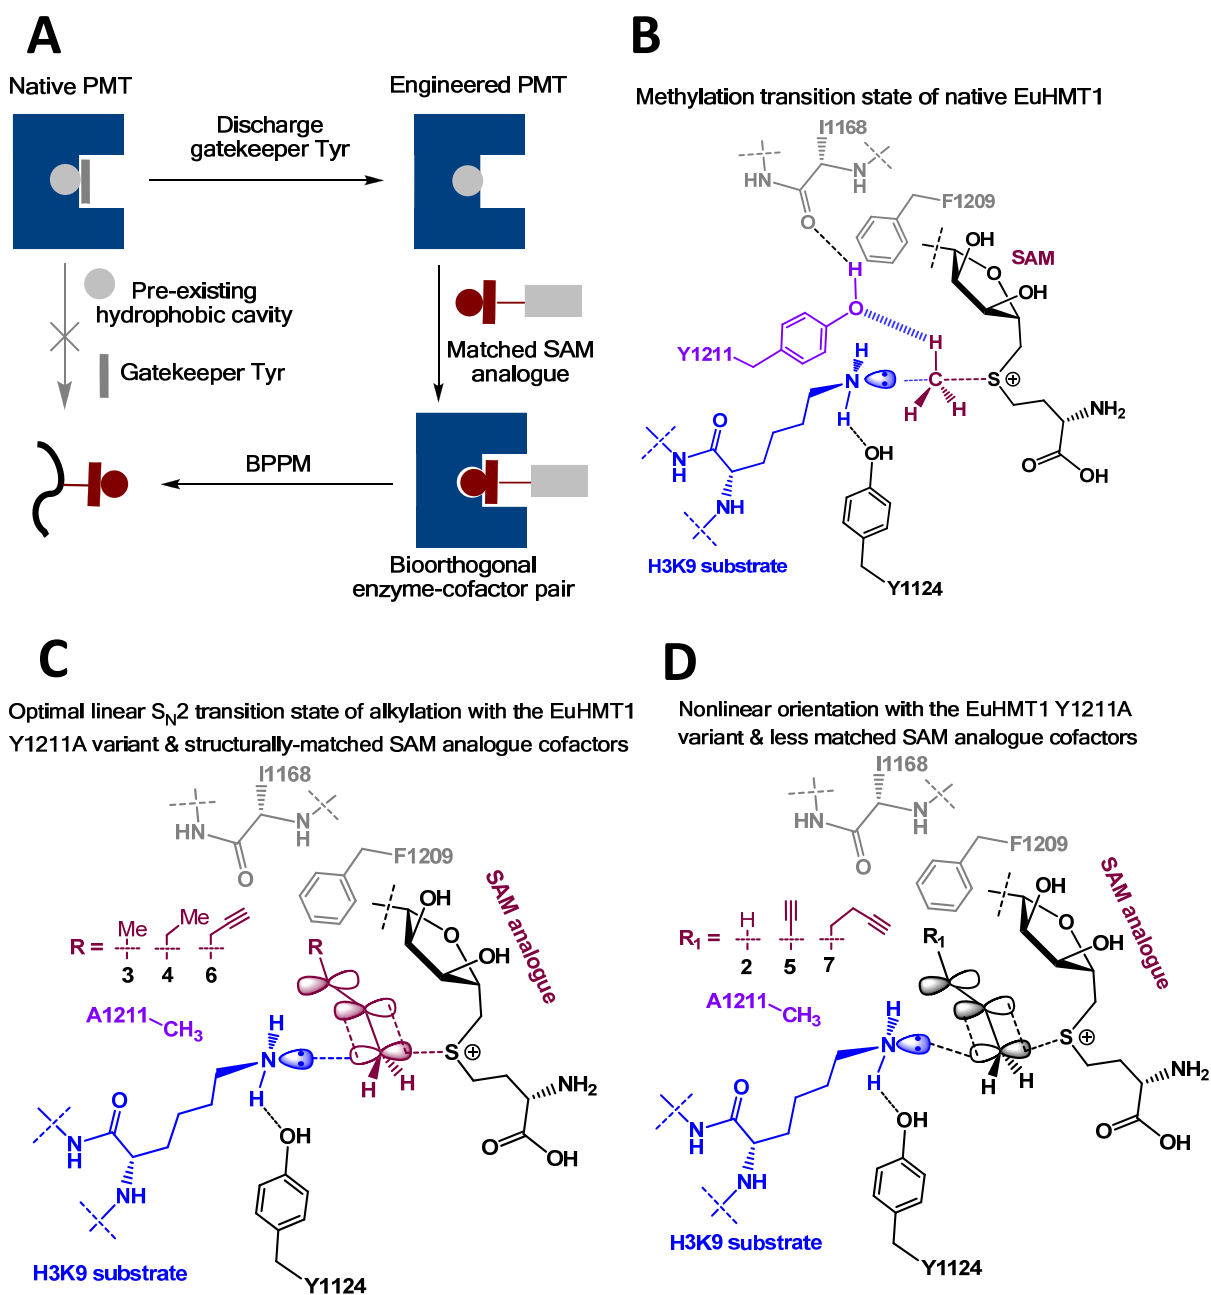 A
Native PMT
Engineered PMT
Discharge
gatekeeper Tyr
Pre-existing
hydrophobic cavity
Gatekeeper Tyr
Matched SAM
analogue
BPPM
Bioorthogonal
enzyme-cofactor pair
B
Methylation transition state of native EuHMT1
I1168
NH
N
H
O
F1209
H
O
Y1211
OH
O
OH
SAM
H
H
N
H
C
H
H
S
⊕
NH2
O
OH
O
NH
NH
OH
H3K9 substrate
Y1124
C
Optimal linear SN2 transition state of alkylation with the EuHMT1
Y1211A variant & structurally-matched SAM analogue cofactors
I1168
HN
N
H
O
F1209
SAM analogue
R =
Me
Me
3
4
6
R
OH
O
OH
A1211
CH3
H
N
H
H
H
S
⊕
NH2
O
OH
O
N
H
NH
OH
H3K9 substrate
Y1124
D
Nonlinear orientation with the EuHMT1 Y1211A
variant & less matched SAM analogue cofactors
I1168
HN
N
H
O
F1209
SAM analogue
R1 =
H
2
5
7
R1
OH
O
OH
A1211
CH3
H
N
H
H
H
S
⊕
NH2
O
OH
O
N
H
NH
OH
H3K9 substrate
Y1124